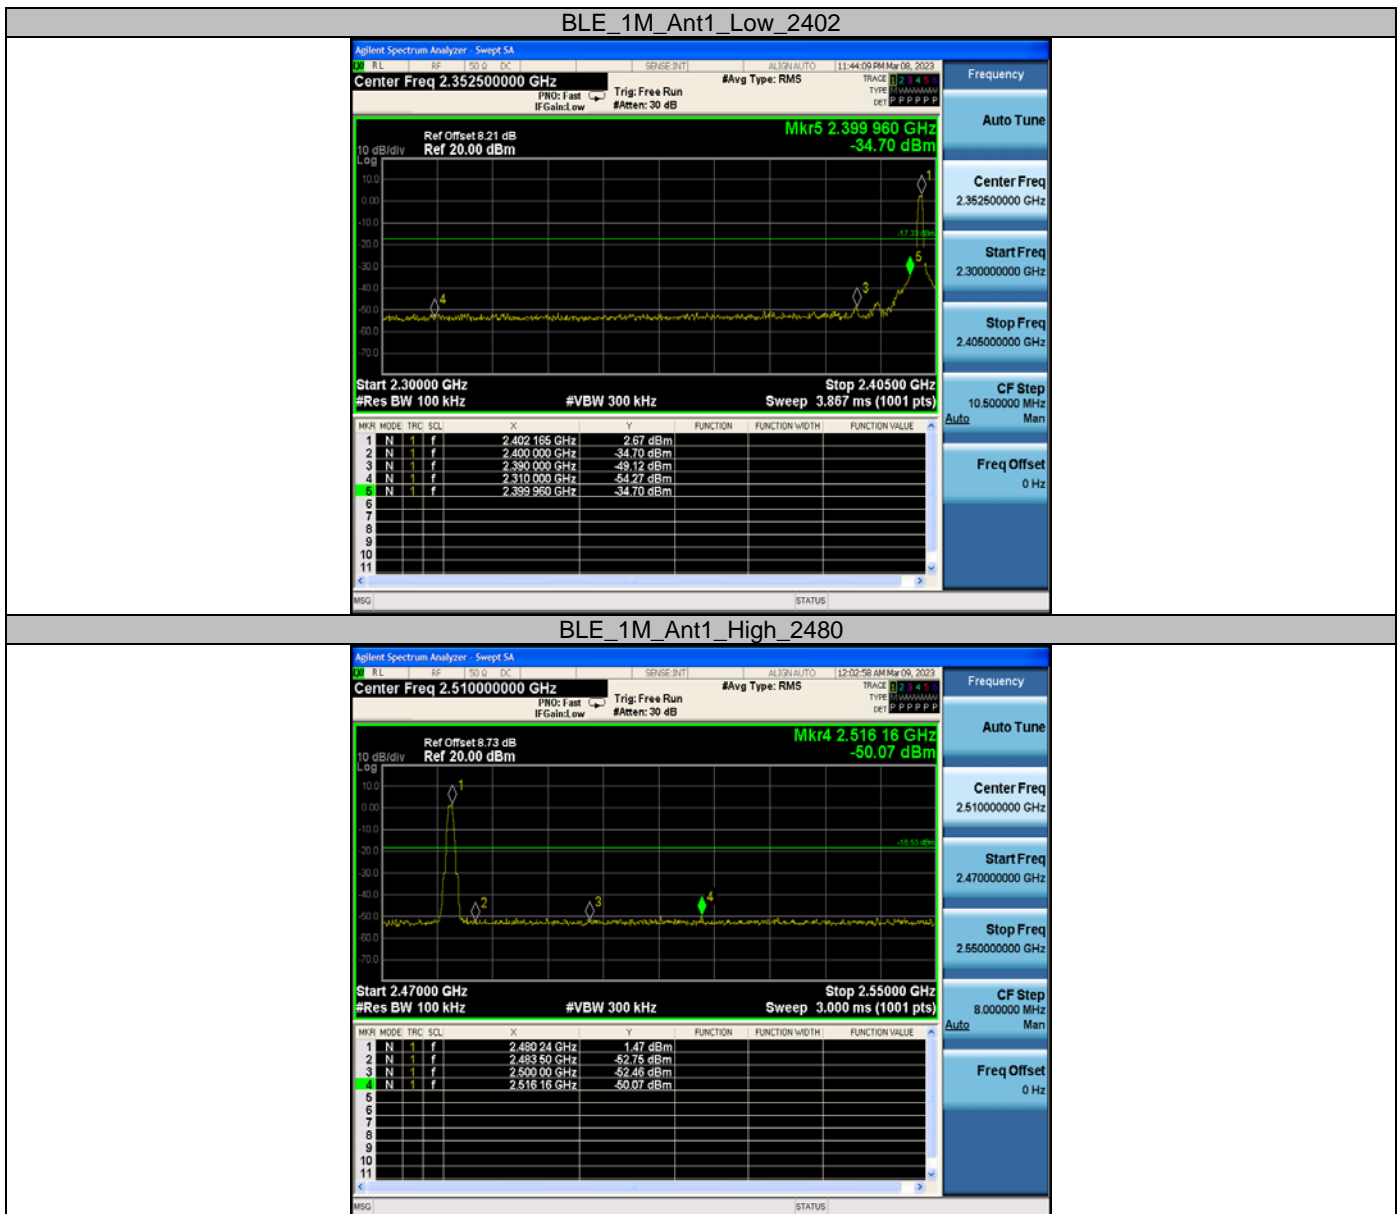 BLE_1M_Ant1_Low_2402
Agilent Spectrum Analyzer - Swept SA
RL RF 50 Ω DC SENSE:INT ALIGN AUTO 11:44:09 PM Mar 08, 2023
Center Freq 2.352500000 GHz #Avg Type: RMS TRACE 1 2 3 4 5 6
PNO: Fast Trig: Free Run TYPE M WWWWW
IFGain:Low #Atten: 30 dB DET P P P P P P
Mkr5 2.399 960 GHz
-34.70 dBm
Ref Offset 8.21 dB
10 dB/div Ref 20.00 dBm
Log
10.0
0.00
-10.0
-20.0
-30.0
-40.0
-50.0
-60.0
-70.0
1
-17.33 dBm
5
3
4
Start 2.30000 GHz Stop 2.40500 GHz
#Res BW 100 kHz #VBW 300 kHz Sweep 3.867 ms (1001 pts)
MKR MODE TRC SCL X Y FUNCTION FUNCTION WIDTH FUNCTION VALUE
1 N 1 f 2.402 165 GHz 2.67 dBm
2 N 1 f 2.400 000 GHz -34.70 dBm
3 N 1 f 2.390 000 GHz -49.12 dBm
4 N 1 f 2.310 000 GHz -54.27 dBm
5 N 1 f 2.399 960 GHz -34.70 dBm
6
7
8
9
10
11
MSG STATUS
Frequency
Auto Tune
Center Freq
2.352500000 GHz
Start Freq
2.300000000 GHz
Stop Freq
2.405000000 GHz
CF Step
10.500000 MHz
Auto Man
Freq Offset
0 Hz
BLE_1M_Ant1_High_2480
Agilent Spectrum Analyzer - Swept SA
RL RF 50 Ω DC SENSE:INT ALIGN AUTO 12:02:58 AM Mar 09, 2023
Center Freq 2.510000000 GHz #Avg Type: RMS TRACE 1 2 3 4 5 6
PNO: Fast Trig: Free Run TYPE M WWWWW
IFGain:Low #Atten: 30 dB DET P P P P P P
Mkr4 2.516 16 GHz
-50.07 dBm
Ref Offset 8.73 dB
10 dB/div Ref 20.00 dBm
Log
10.0
0.00
-10.0
-20.0
-30.0
-40.0
-50.0
-60.0
-70.0
1
-18.53 dBm
2
3
4
Start 2.47000 GHz Stop 2.55000 GHz
#Res BW 100 kHz #VBW 300 kHz Sweep 3.000 ms (1001 pts)
MKR MODE TRC SCL X Y FUNCTION FUNCTION WIDTH FUNCTION VALUE
1 N 1 f 2.480 24 GHz 1.47 dBm
2 N 1 f 2.483 50 GHz -52.75 dBm
3 N 1 f 2.500 00 GHz -52.46 dBm
4 N 1 f 2.516 16 GHz -50.07 dBm
5
6
7
8
9
10
11
MSG STATUS
Frequency
Auto Tune
Center Freq
2.510000000 GHz
Start Freq
2.470000000 GHz
Stop Freq
2.550000000 GHz
CF Step
8.000000 MHz
Auto Man
Freq Offset
0 Hz